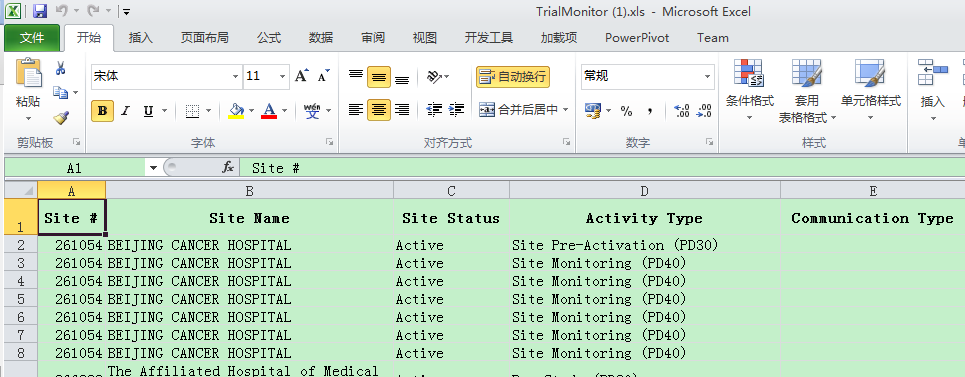 TrialMonitor (1).xls - Microsoft Excel
文件 开始 插入 页面布局 公式 数据 审阅 视图 开发工具 加载项 PowerPivot Team
宋体 11 A A 自动换行 常规
粘贴 B I U A wén 文 合并后居中 % , .0 .00 .00 .0 条件格式 套用 表格格式 单元格样式 插入
剪贴板 字体 对齐方式 数字 样式
A1 fx Site #
A B C D E
1 Site # Site Name Site Status Activity Type Communication Type
2 261054 BEIJING CANCER HOSPITAL Active Site Pre-Activation (PD30)
3 261054 BEIJING CANCER HOSPITAL Active Site Monitoring (PD40)
4 261054 BEIJING CANCER HOSPITAL Active Site Monitoring (PD40)
5 261054 BEIJING CANCER HOSPITAL Active Site Monitoring (PD40)
6 261054 BEIJING CANCER HOSPITAL Active Site Monitoring (PD40)
7 261054 BEIJING CANCER HOSPITAL Active Site Monitoring (PD40)
8 261054 BEIJING CANCER HOSPITAL Active Site Monitoring (PD40)
The Affiliated Hospital of Medical